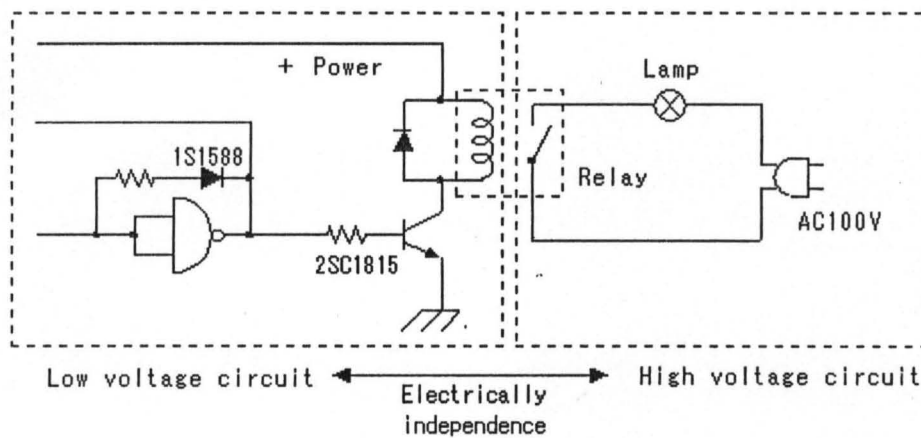 + Power
Lamp
1S1588
Relay
AC100V
2SC1815
Low voltage circuit
High voltage circuit
Electrically
independence